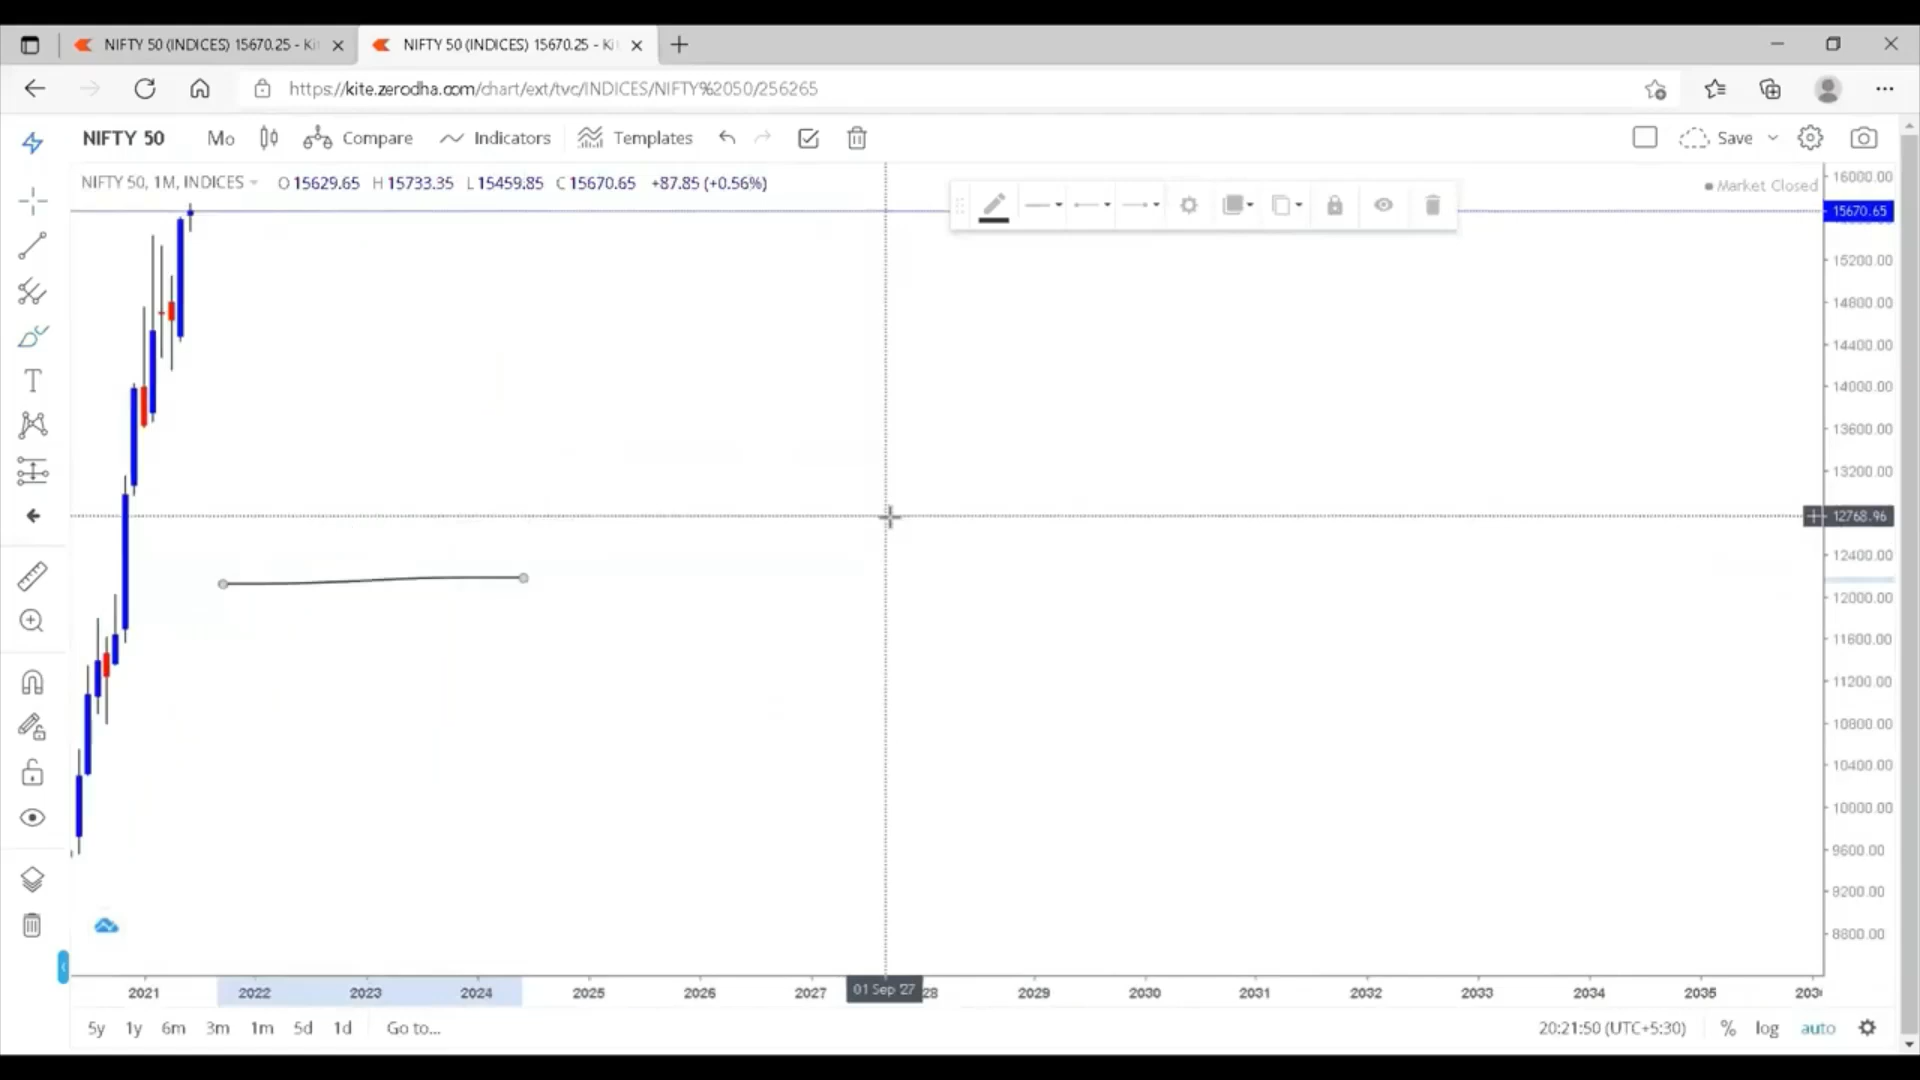 NIFTY 50 (INDICES) 15670.25 - Ki
NIFTY 50 (INDICES) 15670.25 - Ki
https://kite.zerodha.com/chart/ext/tvc/INDICES/NIFTY%2050/256265
NIFTY 50 Mo Compare Indicators Templates Save
NIFTY 50, 1M, INDICES O 15629.65 H 15733.35 L 15459.85 C 15670.65 +87.85 (+0.56%)
Market Closed
16000.00
15670.65
15200.00
14800.00
14400.00
14000.00
13600.00
13200.00
12768.96
12400.00
12000.00
11600.00
11200.00
10800.00
10400.00
10000.00
9600.00
9200.00
8800.00
2021 2022 2023 2024 2025 2026 2027 01 Sep '27 28 2029 2030 2031 2032 2033 2034 2035
5y 1y 6m 3m 1m 5d 1d Go to... 20:21:50 (UTC+5:30) % log auto